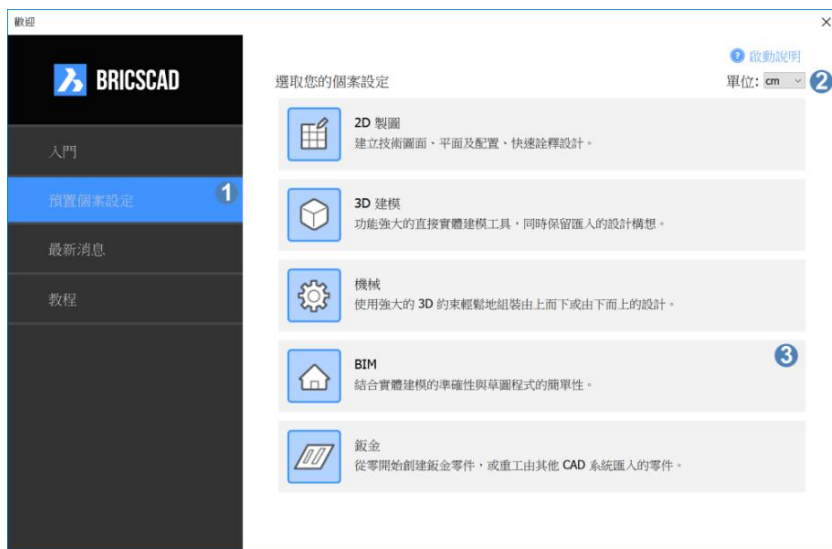 歡迎
BRICSCAD
入門
預置個案設定 1
最新消息
教程
啟動說明
選取您的個案設定
單位: cm 2
2D 製圖
建立技術圖面、平面及配置、快速詮釋設計。
3D 建模
功能強大的直接實體建模工具，同時保留匯入的設計構想。
機械
使用強大的 3D 約束輕鬆地組裝由上而下或由下而上的設計。
BIM
3
結合實體建模的準確性與草圖程式的簡單性。
鈑金
從零開始創建鈑金零件，或重工由其他 CAD 系統匯入的零件。